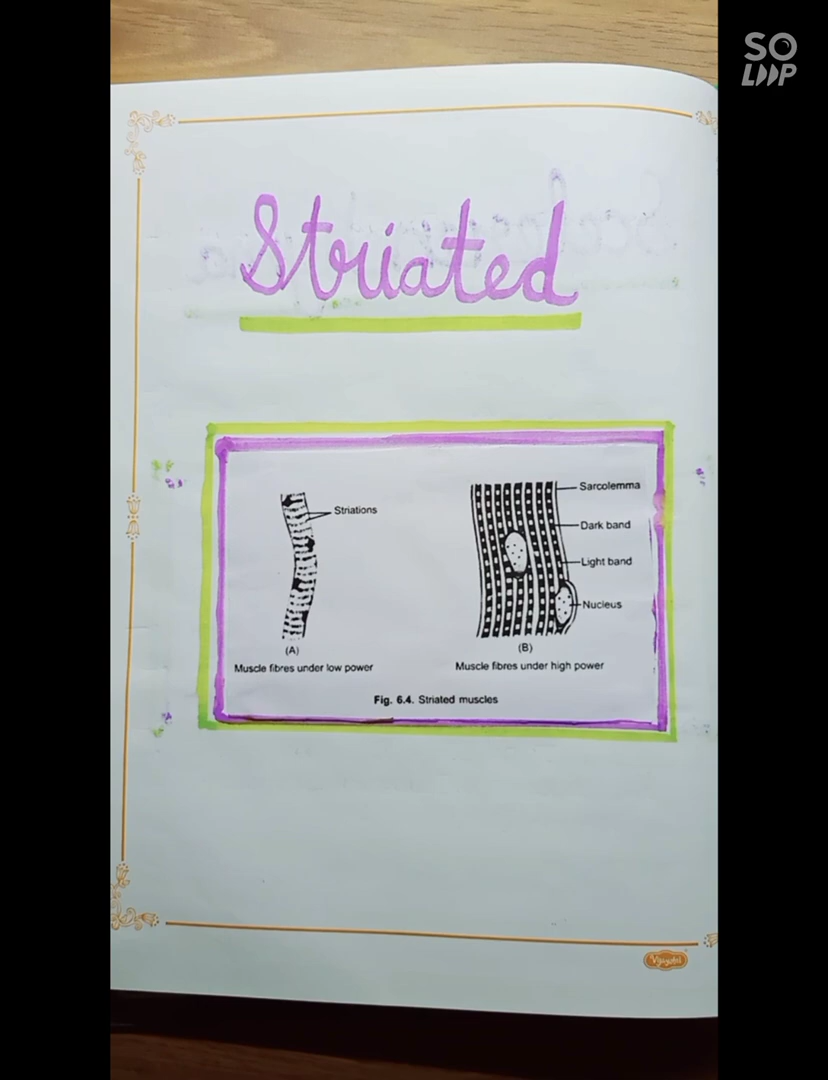 SO
LOOP
Striated
Striations
(A)
Muscle fibres under low power
Sarcolemma
Dark band
Light band
Nucleus
(B)
Muscle fibres under high power
Fig. 6.4. Striated muscles